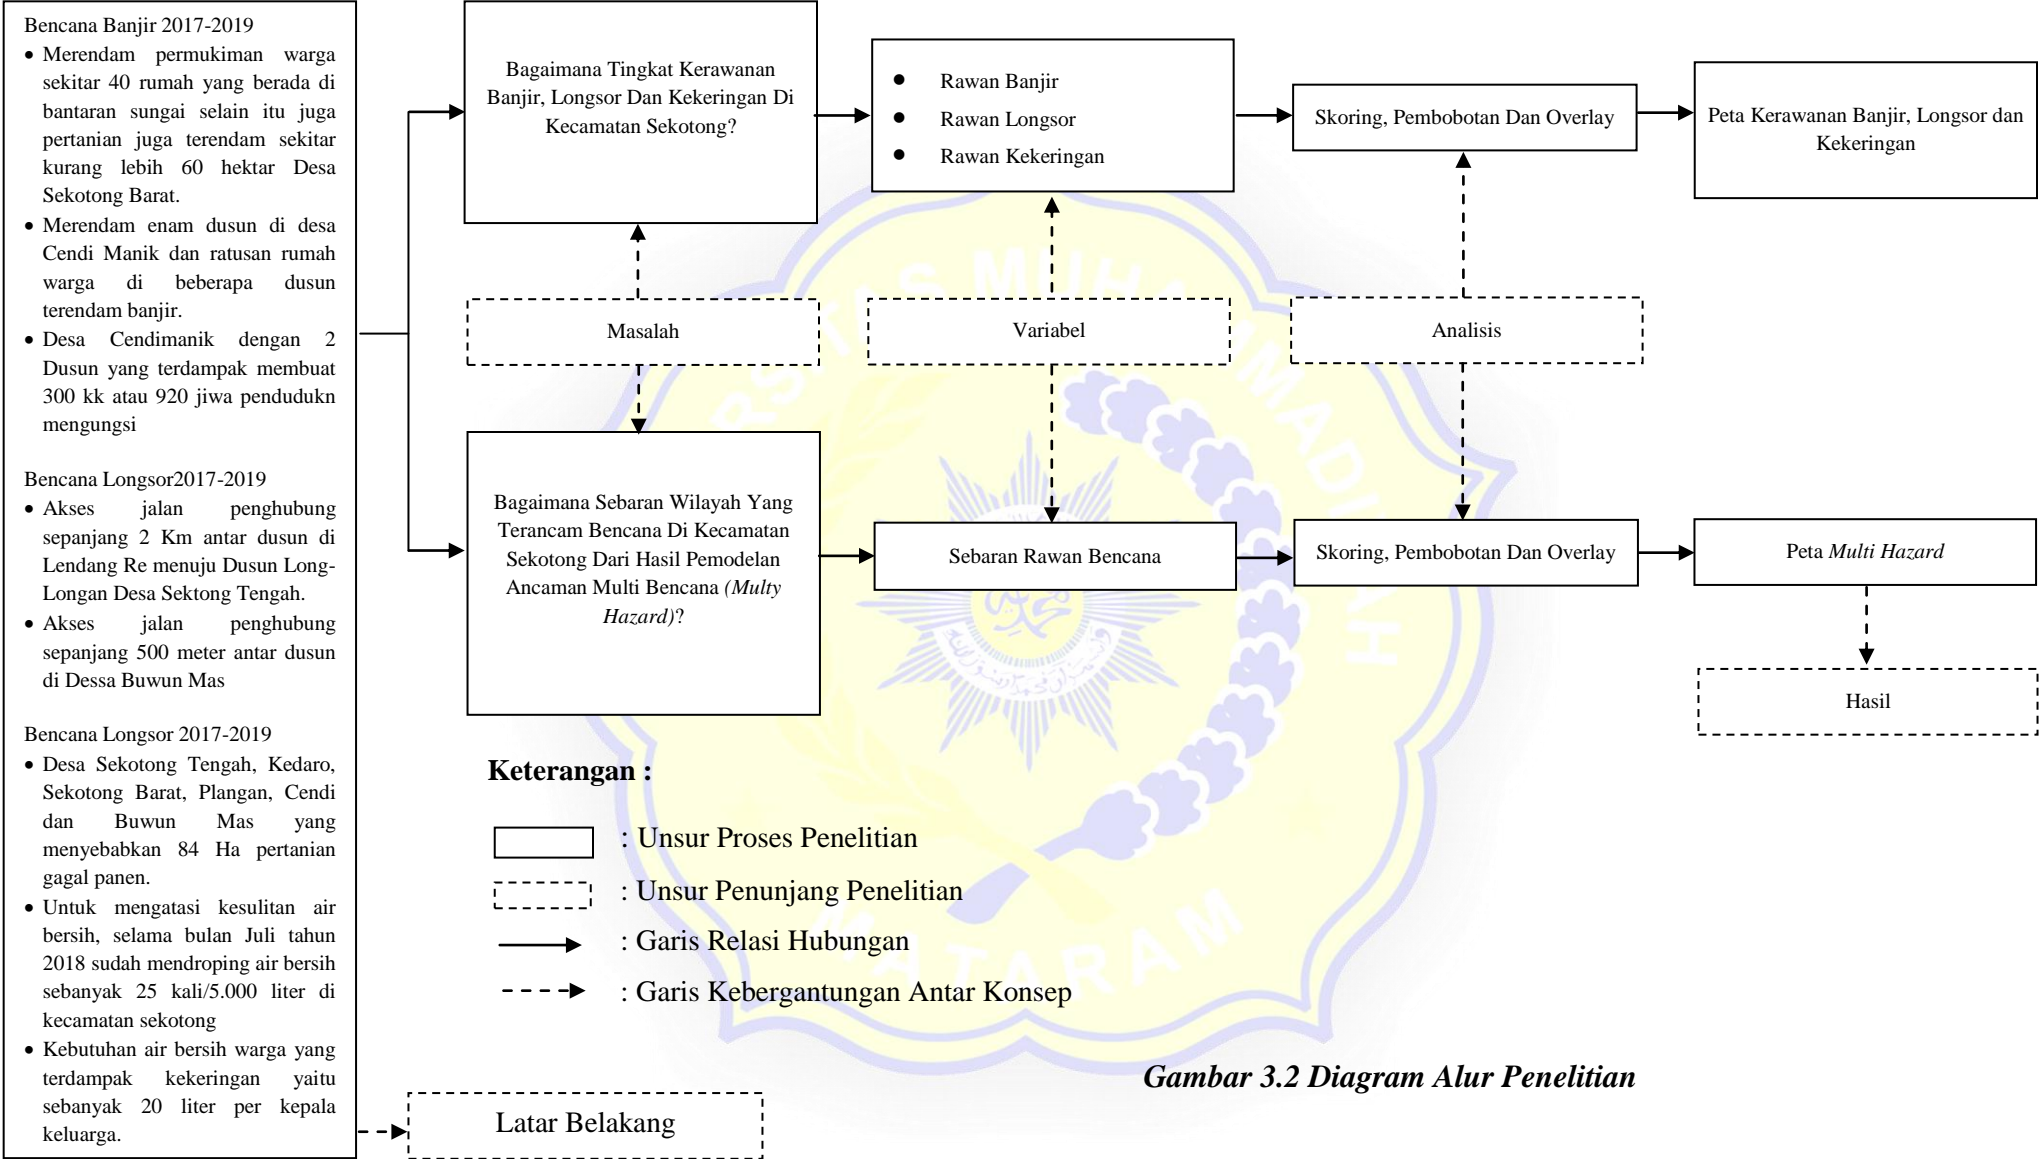 Bencana Banjir 2017-2019
• Merendam permukiman warga
sekitar 40 rumah yang berada di
bantaran sungai selain itu juga
pertanian juga terendam sekitar
kurang lebih 60 hektar Desa
Sekotong Barat.
• Merendam enam dusun di desa
Cendi Manik dan ratusan rumah
warga di beberapa dusun
terendam banjir.
• Desa Cendimanik dengan 2
Dusun yang terdampak membuat
300 kk atau 920 jiwa pendudukn
mengungsi
Bencana Longsor2017-2019
• Akses jalan penghubung
sepanjang 2 Km antar dusun di
Lendang Re menuju Dusun Long-
Longan Desa Sektong Tengah.
• Akses jalan penghubung
sepanjang 500 meter antar dusun
di Dessa Buwun Mas
Bencana Longsor 2017-2019
• Desa Sekotong Tengah, Kedaro,
Sekotong Barat, Plangan, Cendi
dan Buwun Mas yang
menyebabkan 84 Ha pertanian
gagal panen.
• Untuk mengatasi kesulitan air
bersih, selama bulan Juli tahun
2018 sudah mendroping air bersih
sebanyak 25 kali/5.000 liter di
kecamatan sekotong
• Kebutuhan air bersih warga yang
terdampak kekeringan yaitu
sebanyak 20 liter per kepala
keluarga.
Bagaimana Tingkat Kerawanan
Banjir, Longsor Dan Kekeringan Di
Kecamatan Sekotong?
• Rawan Banjir
• Rawan Longsor
• Rawan Kekeringan
Skoring, Pembobotan Dan Overlay
Peta Kerawanan Banjir, Longsor dan
Kekeringan
Masalah
Variabel
Analisis
Bagaimana Sebaran Wilayah Yang
Terancam Bencana Di Kecamatan
Sekotong Dari Hasil Pemodelan
Ancaman Multi Bencana (Multy
Hazard)?
Sebaran Rawan Bencana
Skoring, Pembobotan Dan Overlay
Peta Multi Hazard
Hasil
Keterangan :
: Unsur Proses Penelitian
: Unsur Penunjang Penelitian
: Garis Relasi Hubungan
: Garis Kebergantungan Antar Konsep
Latar Belakang
Gambar 3.2 Diagram Alur Penelitian
MATARAM